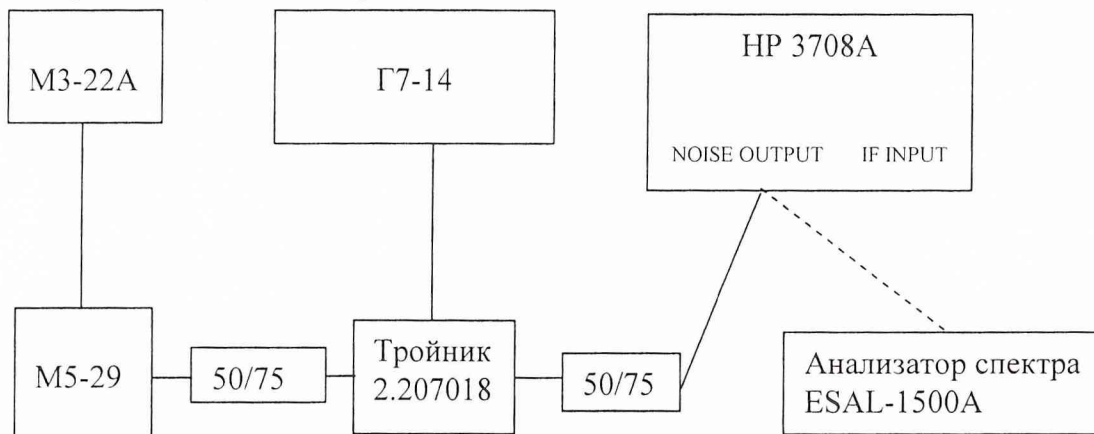 М3-22А
Г7-14
HP 3708A
NOISE OUTPUT IF INPUT
М5-29
50/75
Тройник
2.207018
50/75
Анализатор спектра
ESAL-1500A